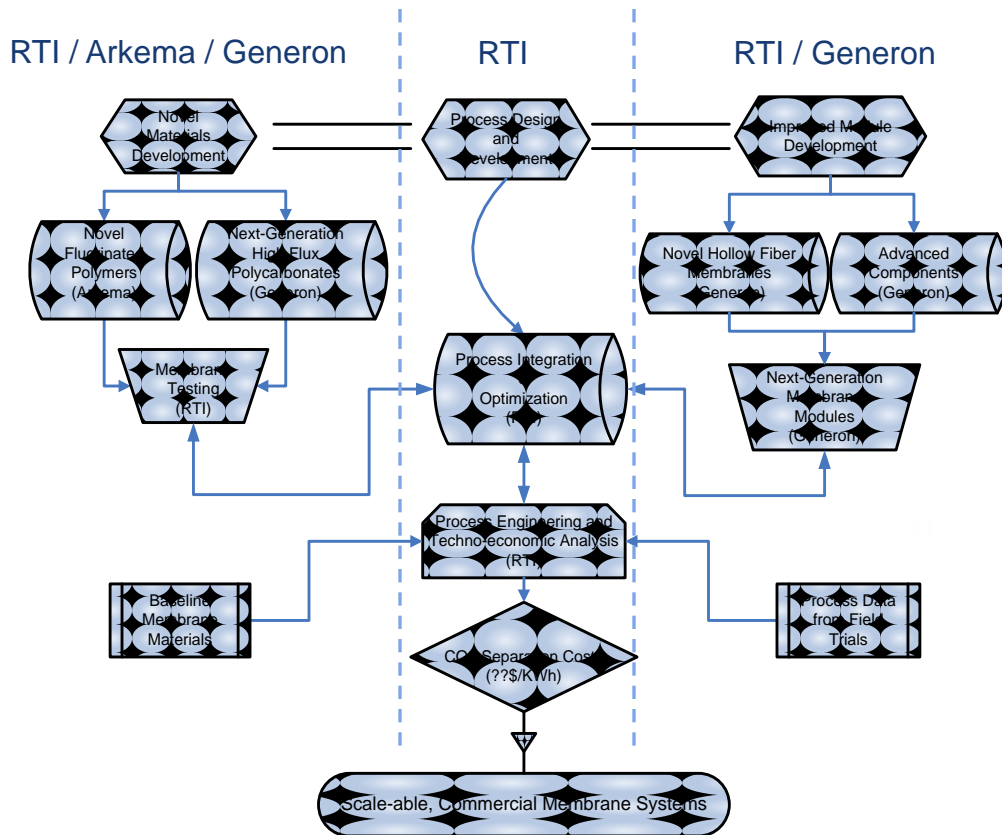 RTI / Arkema / Generon
RTI
RTI / Generon
Novel
Materials
Development
Process Design
and
Development
Improved Module
Development
Novel
Fluorinated
Polymers
(Arkema)
Next-Generation
High Flux
Polycarbonates
(Generon)
Novel Hollow Fiber
Membranes
(Generon)
Advanced
Components
(Generon)
Membrane
Testing
(RTI)
Process Integration
Optimization
(RTI)
Next-Generation
Membrane
Modules
(Generon)
Process Engineering and
Techno-economic Analysis
(RTI)
Baseline
Membrane
Materials
Process Data
from Field
Trials
Separation Cost
(??$/KWh)
Scale-able, Commercial Membrane Systems